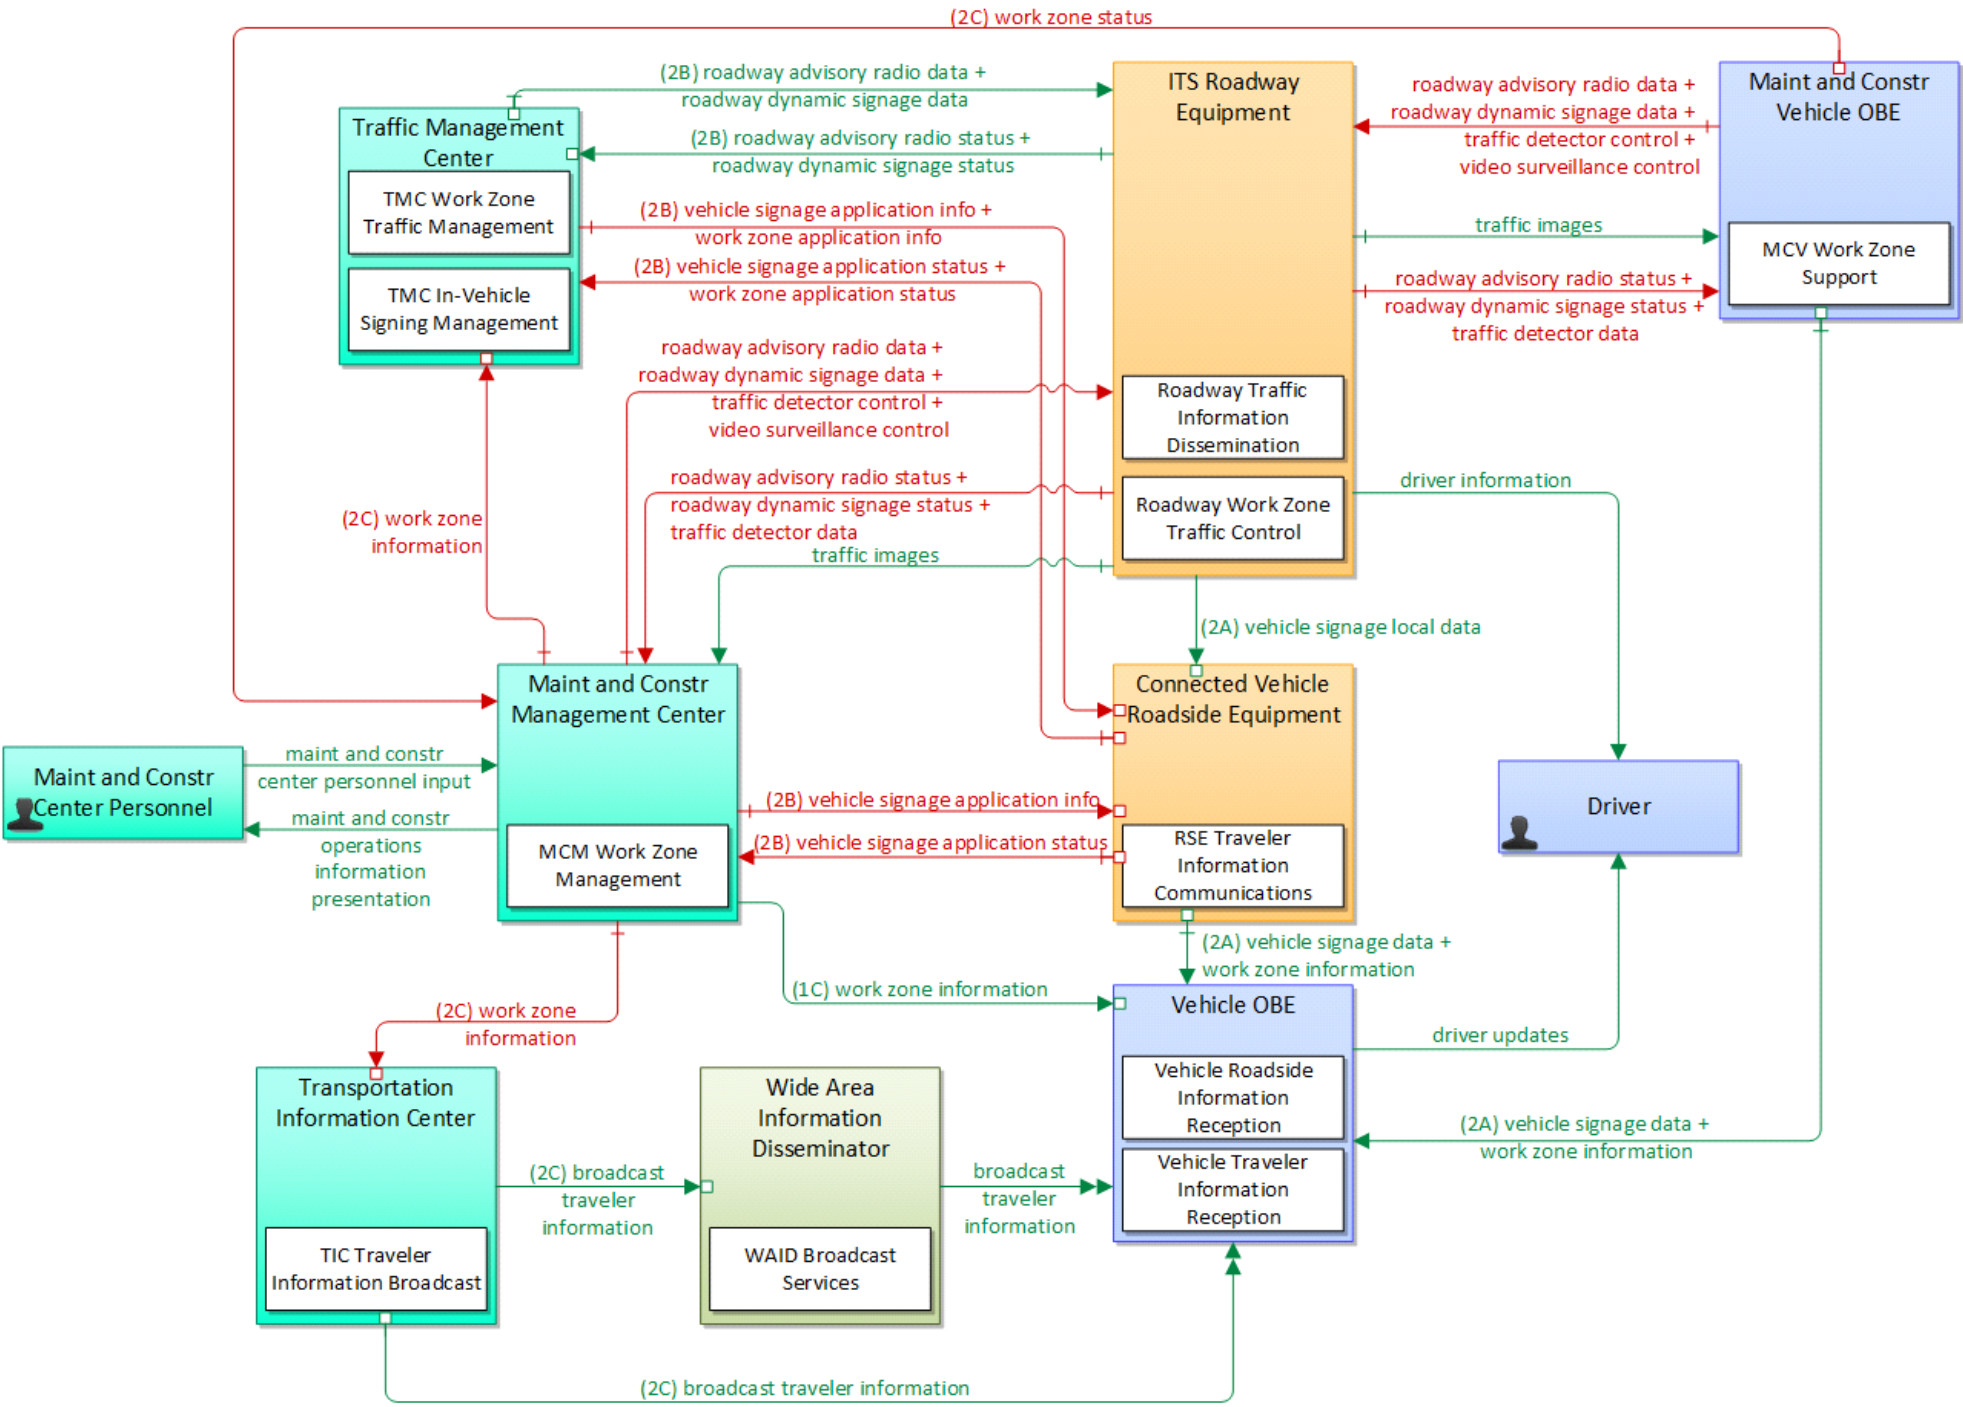 (2C) work zone status
(2B) roadway advisory radio data +
roadway dynamic signage data
(2B) roadway advisory radio status +
roadway dynamic signage status
Traffic Management
Center
TMC Work Zone
Traffic Management
TMC In-Vehicle
Signing Management
(2B) vehicle signage application info +
work zone application info
(2B) vehicle signage application status +
work zone application status
ITS Roadway
Equipment
Roadway Traffic
Information
Dissemination
Roadway Work Zone
Traffic Control
roadway advisory radio data +
roadway dynamic signage data +
traffic detector control +
video surveillance control
traffic images
roadway advisory radio status +
roadway dynamic signage status +
traffic detector data
Maint and Constr
Vehicle OBE
MCV Work Zone
Support
roadway advisory radio data +
roadway dynamic signage data +
traffic detector control +
video surveillance control
roadway advisory radio status +
roadway dynamic signage status +
traffic detector data
traffic images
(2C) work zone
information
driver information
(2A) vehicle signage local data
Maint and Constr
Management Center
MCM Work Zone
Management
Maint and Constr
Center Personnel
maint and constr
center personnel input
maint and constr
operations
information
presentation
(2B) vehicle signage application info
(2B) vehicle signage application status
Connected Vehicle
Roadside Equipment
RSE Traveler
Information
Communications
Driver
(2A) vehicle signage data +
work zone information
(1C) work zone information
(2C) work zone
information
Vehicle OBE
Vehicle Roadside
Information
Reception
Vehicle Traveler
Information
Reception
driver updates
(2A) vehicle signage data +
work zone information
Transportation
Information Center
TIC Traveler
Information Broadcast
(2C) broadcast
traveler
information
Wide Area
Information
Disseminator
WAID Broadcast
Services
broadcast
traveler
information
(2C) broadcast traveler information